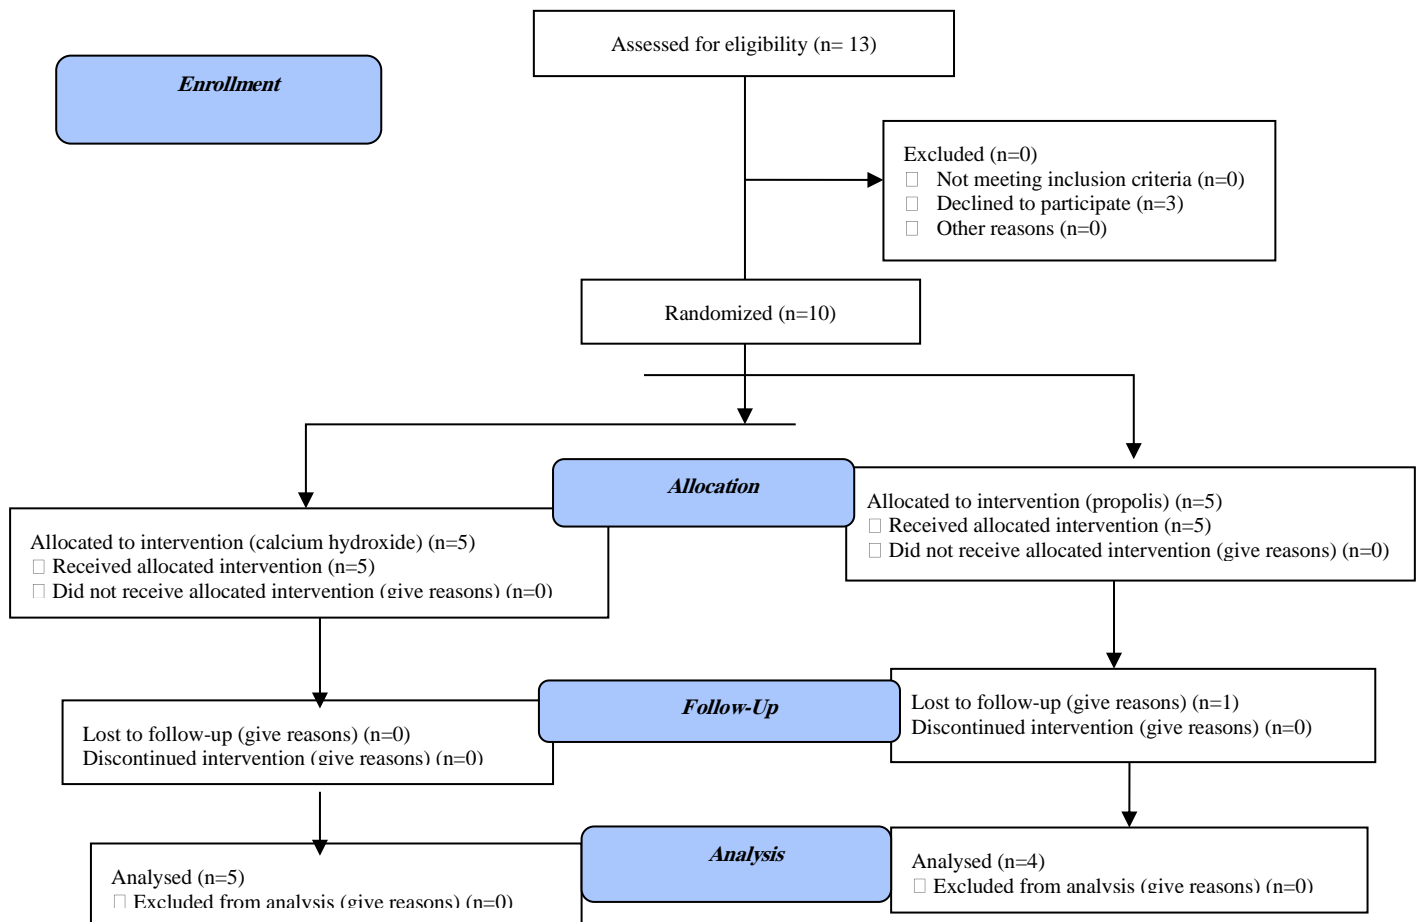 Assessed for eligibility (n= 13)
Enrollment
Excluded (n=0)
□ Not meeting inclusion criteria (n=0)
□ Declined to participate (n=3)
□ Other reasons (n=0)
Randomized (n=10)
Allocation
Allocated to intervention (calcium hydroxide) (n=5)
□ Received allocated intervention (n=5)
□ Did not receive allocated intervention (give reasons) (n=0)
Allocated to intervention (propolis) (n=5)
□ Received allocated intervention (n=5)
□ Did not receive allocated intervention (give reasons) (n=0)
Follow-Up
Lost to follow-up (give reasons) (n=0)
Discontinued intervention (give reasons) (n=0)
Lost to follow-up (give reasons) (n=1)
Discontinued intervention (give reasons) (n=0)
Analysis
Analysed (n=5)
□ Excluded from analysis (give reasons) (n=0)
Analysed (n=4)
□ Excluded from analysis (give reasons) (n=0)